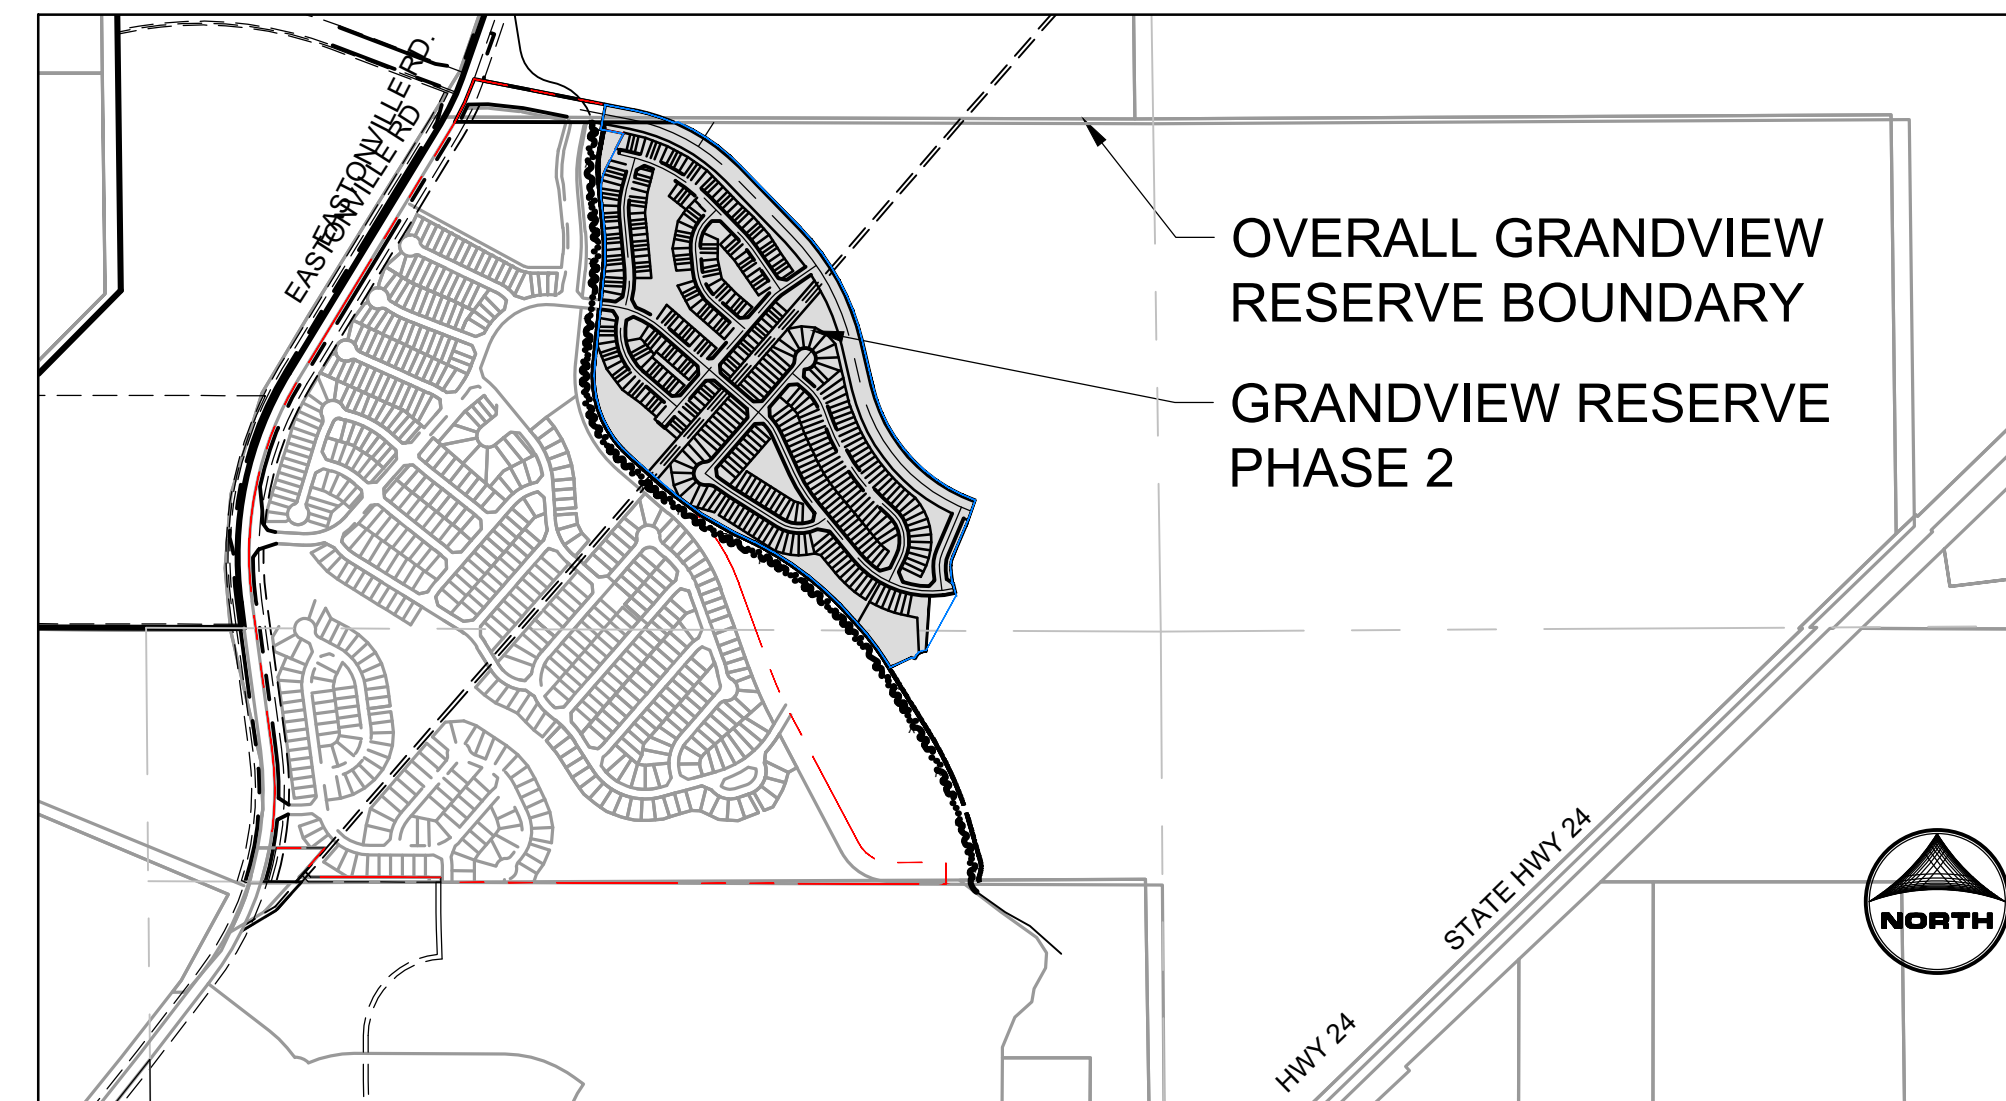 EASTONVILLE RD.
EASTONVILLE RD
OVERALL GRANDVIEW
RESERVE BOUNDARY
GRANDVIEW RESERVE
PHASE 2
STATE HWY 24
HWY 24
NORTH